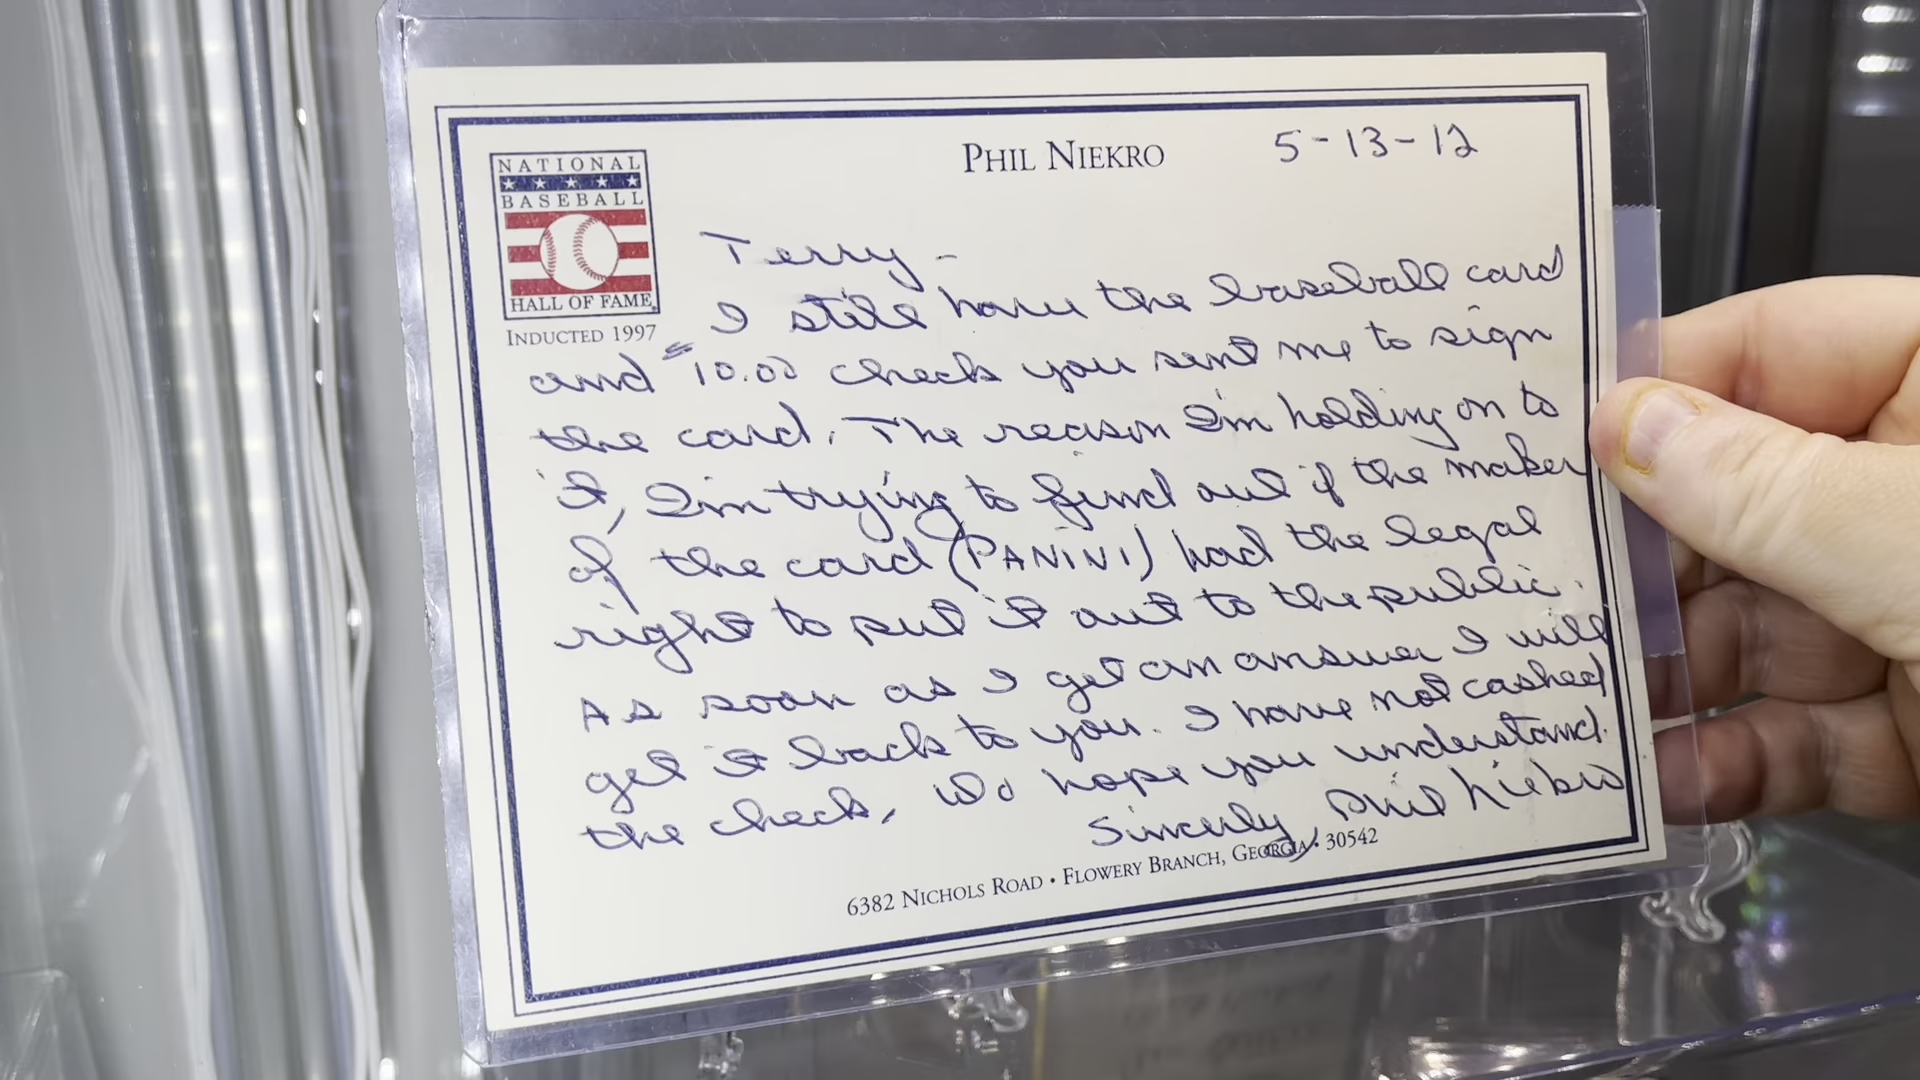 NATIONAL
BASEBALL
HALL OF FAME
INDUCTED 1997
PHIL NIEKRO
5-13-12
Terry -
I still have the baseball card
and $10.00 check you sent me to sign
the card. The reason I'm holding on to
it, I'm trying to find out if the maker
of the card (PANINI) had the legal
right to put it out to the public.
As soon as I get an answer I will
get it back to you. I have not cashed
the check, Do hope you understand.
Sincerly, Phil Niekro
6382 NICHOLS ROAD • FLOWERY BRANCH, GEORGIA • 30542